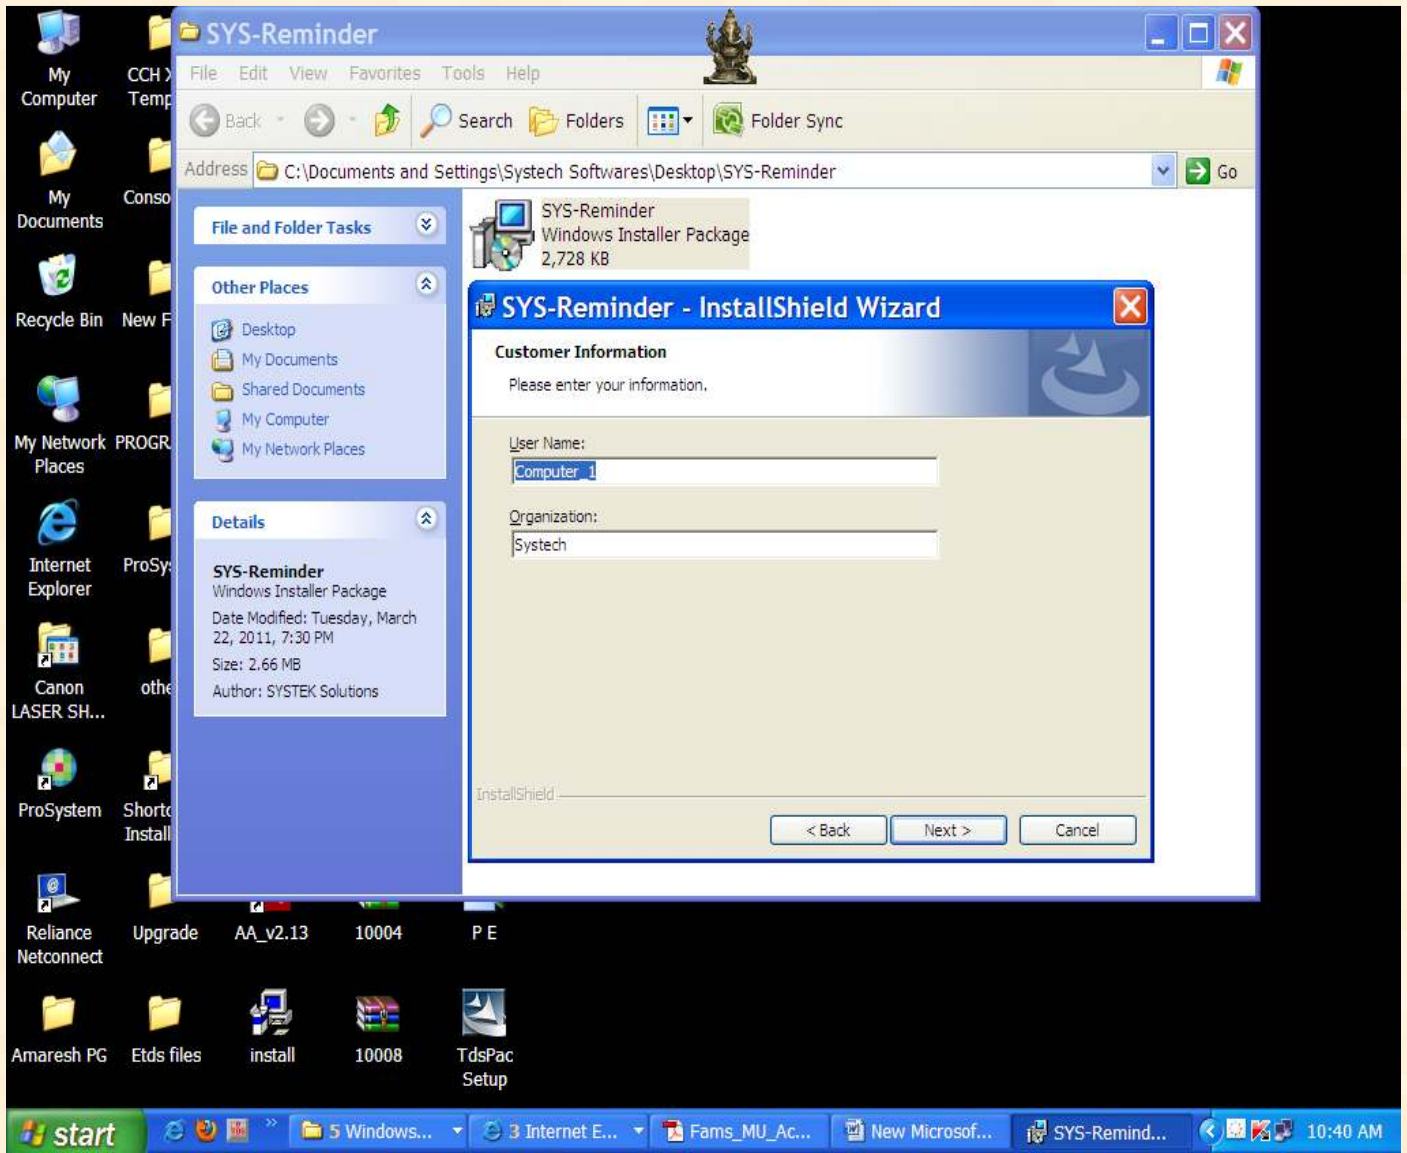 SYS-Reminder
File Edit View Favorites Tools Help
Back Search Folders Folder Sync
Address C:\Documents and Settings\Systech Softwares\Desktop\SYS-Reminder Go
File and Folder Tasks
Other Places
Desktop
My Documents
Shared Documents
My Computer
My Network Places
Details
SYS-Reminder
Windows Installer Package
Date Modified: Tuesday, March
22, 2011, 7:30 PM
Size: 2.66 MB
Author: SYSTEK Solutions
SYS-Reminder
Windows Installer Package
2,728 KB
SYS-Reminder - InstallShield Wizard
Customer Information
Please enter your information.
User Name:
Computer_1
Organization:
Systech
InstallShield
< Back Next > Cancel
My
Computer
CCH
Temp
My
Documents
Conso
Recycle Bin
New F
My Network
Places
PROGR
Internet
Explorer
ProSys
Canon
LASER SH...
othe
ProSystem
Shortc
Install
Reliance
Netconnect
Upgrade
AA_v2.13
10004
P E
Amaresh PG
Etds files
install
10008
TdsPac
Setup
start 5 Windows... 3 Internet E... Fams_MU_Ac... New Microsof... SYS-Remind... 10:40 AM